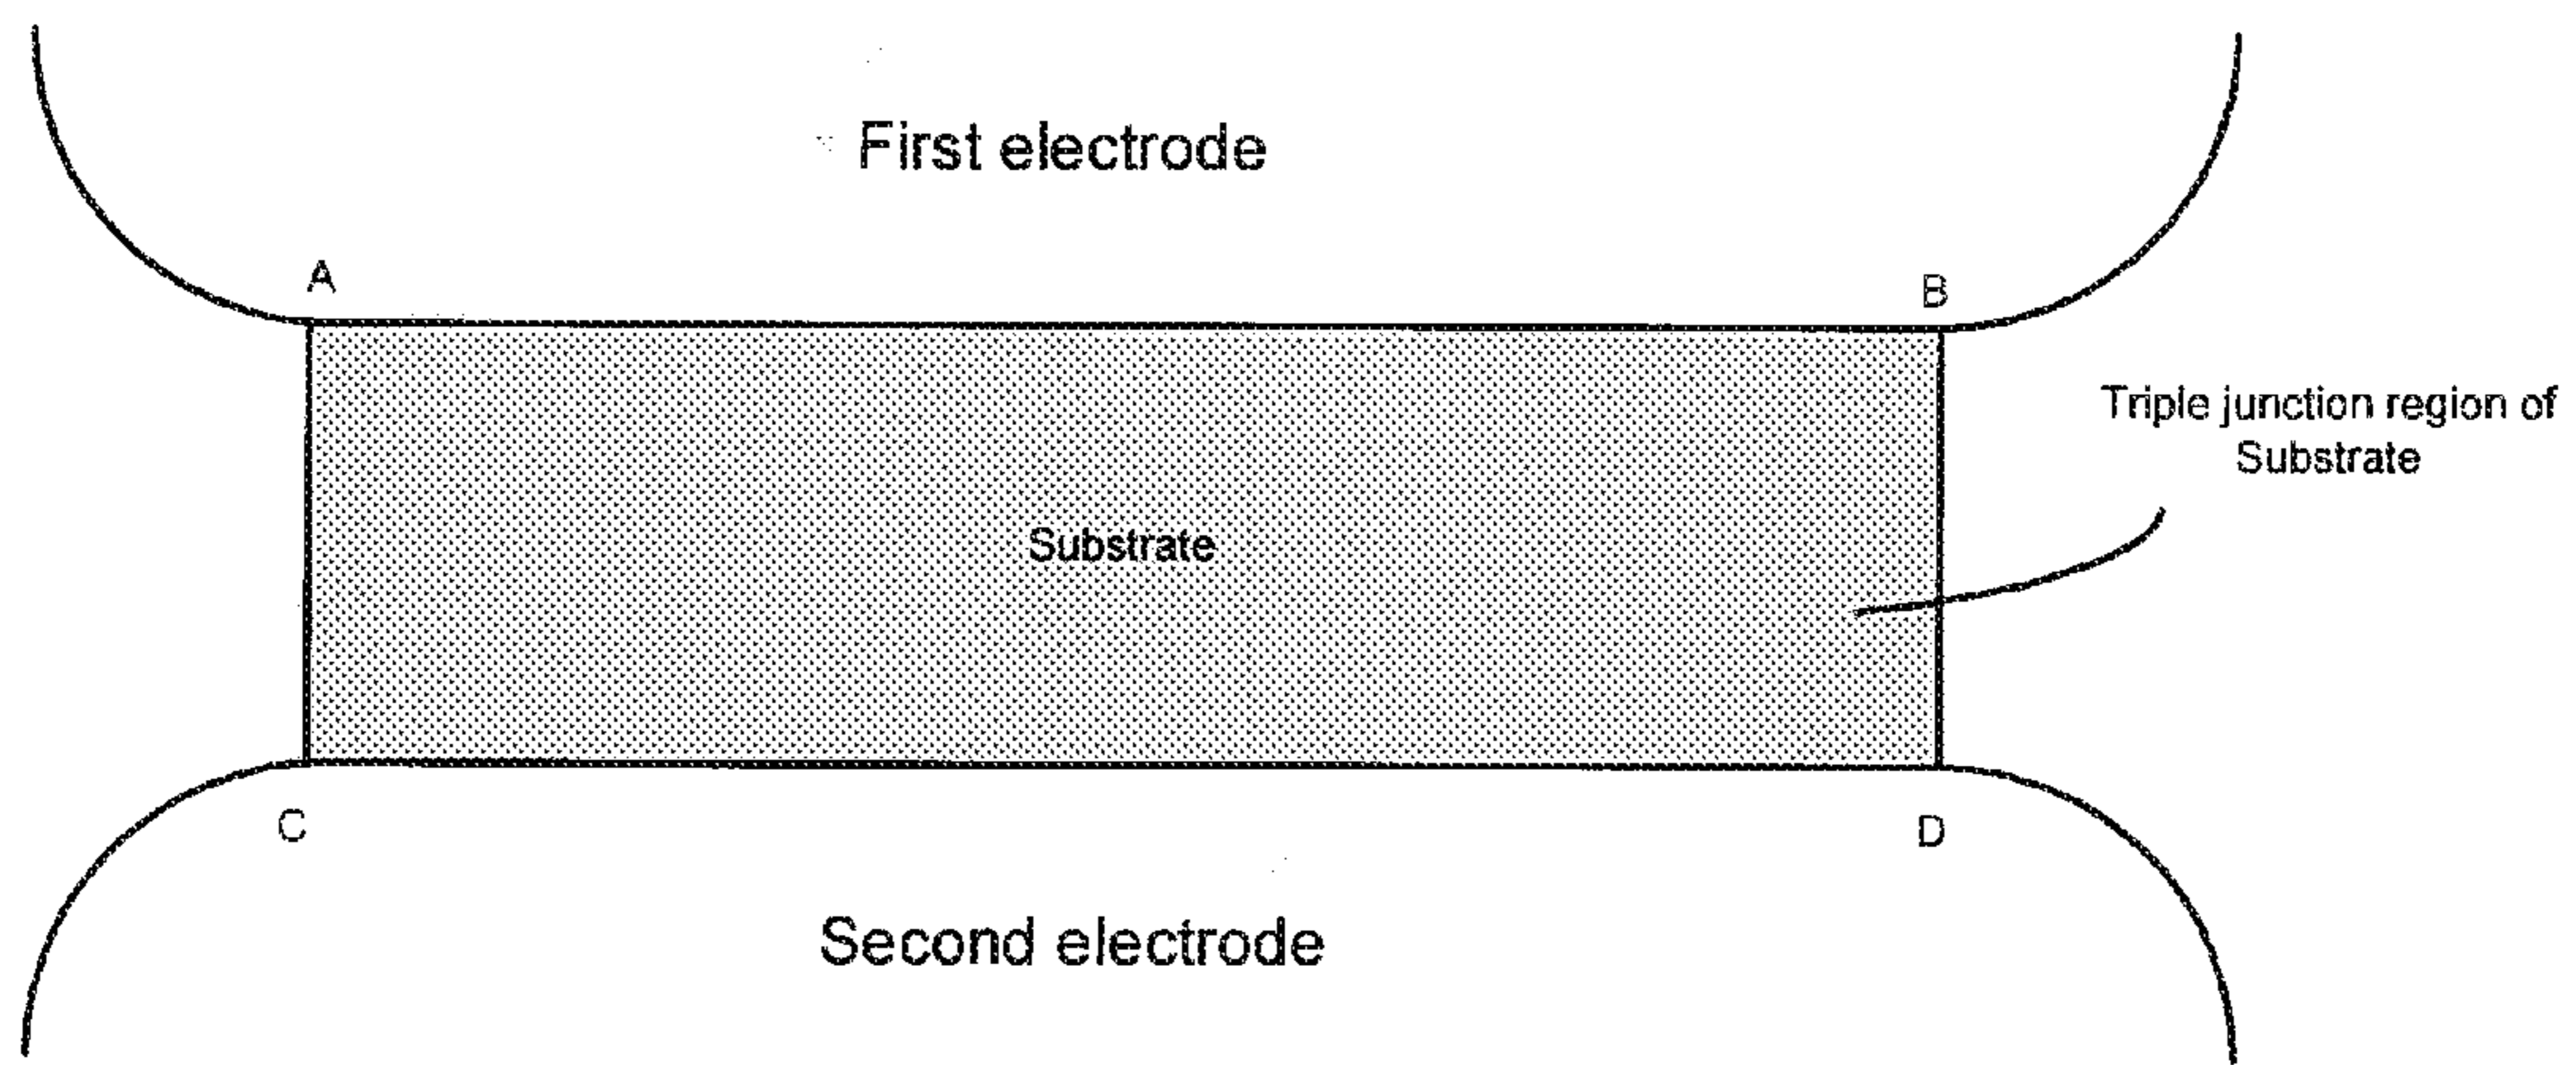 First electrode
A
B
Triple junction region of
Substrate
Substrate
C
D
Second electrode